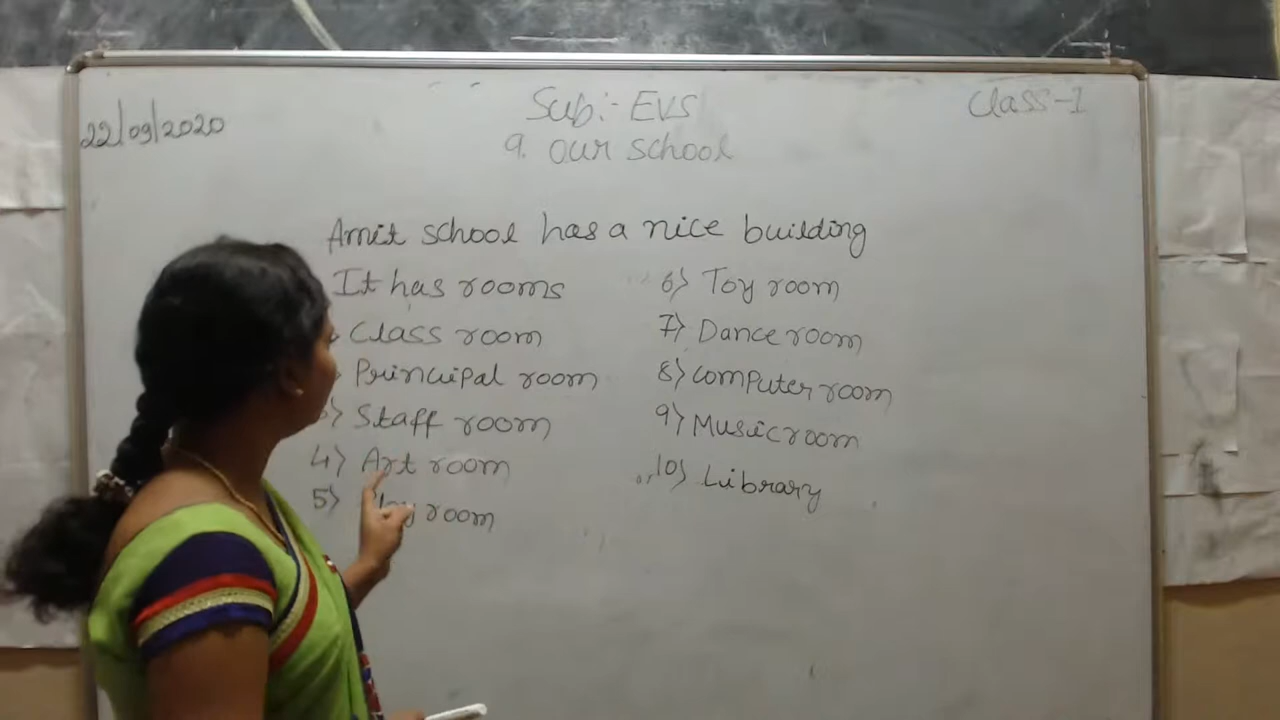 22/09/2020
Sub:- EVS
Class-1
9. Our school
Amit school has a nice building
It has rooms
Class room
Principal room
3) Staff room
4) Art room
5) room
6) Toy room
7) Dance room
8) Computer room
9) Music room
10) Library